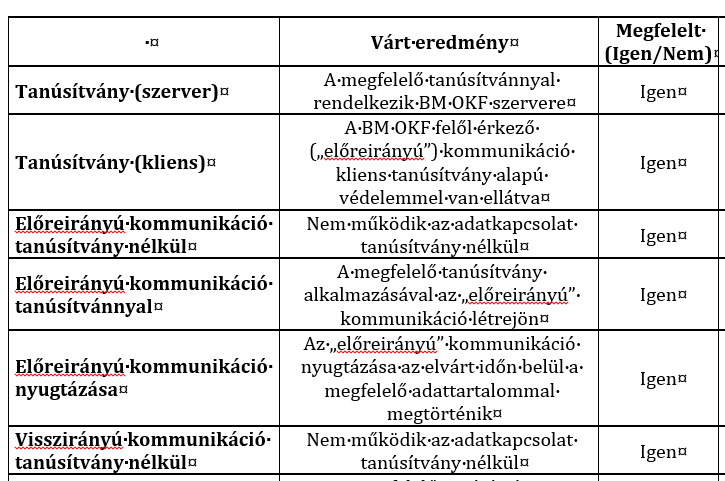 Várt eredmény
Megfelelt
(Igen/Nem)
Tanúsítvány (szerver)
A megfelelő tanúsítvánnyal
rendelkezik BM OKF szervere
Igen
Tanúsítvány (kliens)
A BM OKF felől érkező
(„előreirányú”) kommunikáció
kliens tanúsítvány alapú
védelemmel van ellátva
Igen
Előreirányú kommunikáció
tanúsítvány nélkül
Nem működik az adatkapcsolat
tanúsítvány nélkül
Igen
Előreirányú kommunikáció
tanúsítvánnyal
A megfelelő tanúsítvány
alkalmazásával az „előreirányú”
kommunikáció létrejön
Igen
Előreirányú kommunikáció
nyugtázása
Az „előreirányú” kommunikáció
nyugtázása az elvárt időn belül a
megfelelő adattartalommal
megtörténik
Igen
Visszirányú kommunikáció
tanúsítvány nélkül
Nem működik az adatkapcsolat
tanúsítvány nélkül
Igen